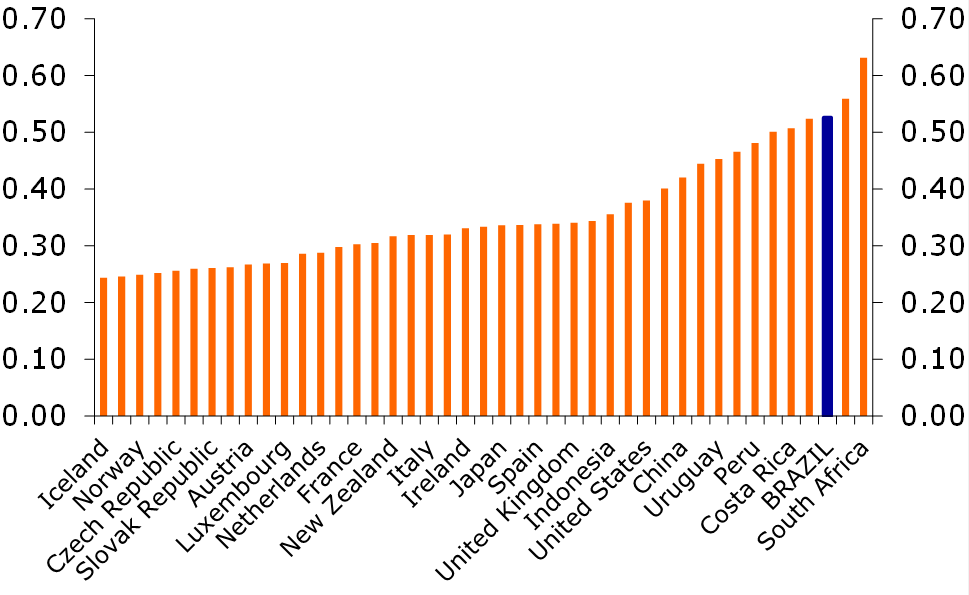 0.70
0.60
0.50
0.40
0.30
0.20
0.10
0.00
0.70
0.60
0.50
0.40
0.30
0.20
0.10
0.00
Iceland
Norway
Czech Republic
Slovak Republic
Austria
Luxembourg
Netherlands
France
New Zealand
Italy
Ireland
Japan
Spain
United Kingdom
Indonesia
United States
China
Uruguay
Peru
Costa Rica
BRAZIL
South Africa